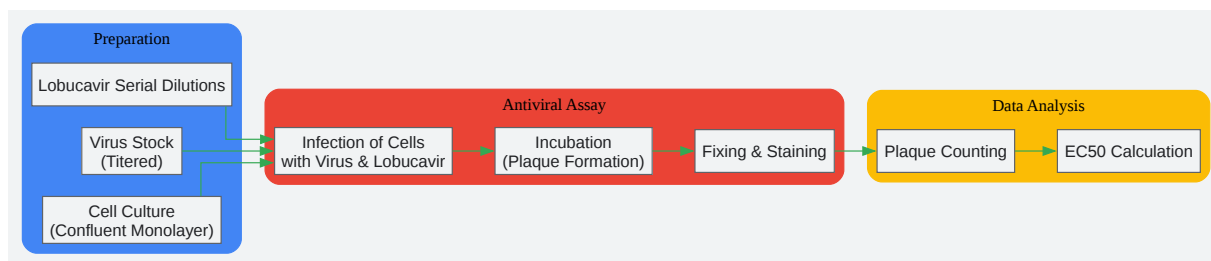 Preparation
Lobucavir Serial Dilutions
Virus Stock
(Titered)
Cell Culture
(Confluent Monolayer)
Antiviral Assay
Infection of Cells
with Virus & Lobucavir
Incubation
(Plaque Formation)
Fixing & Staining
Data Analysis
Plaque Counting
EC50 Calculation